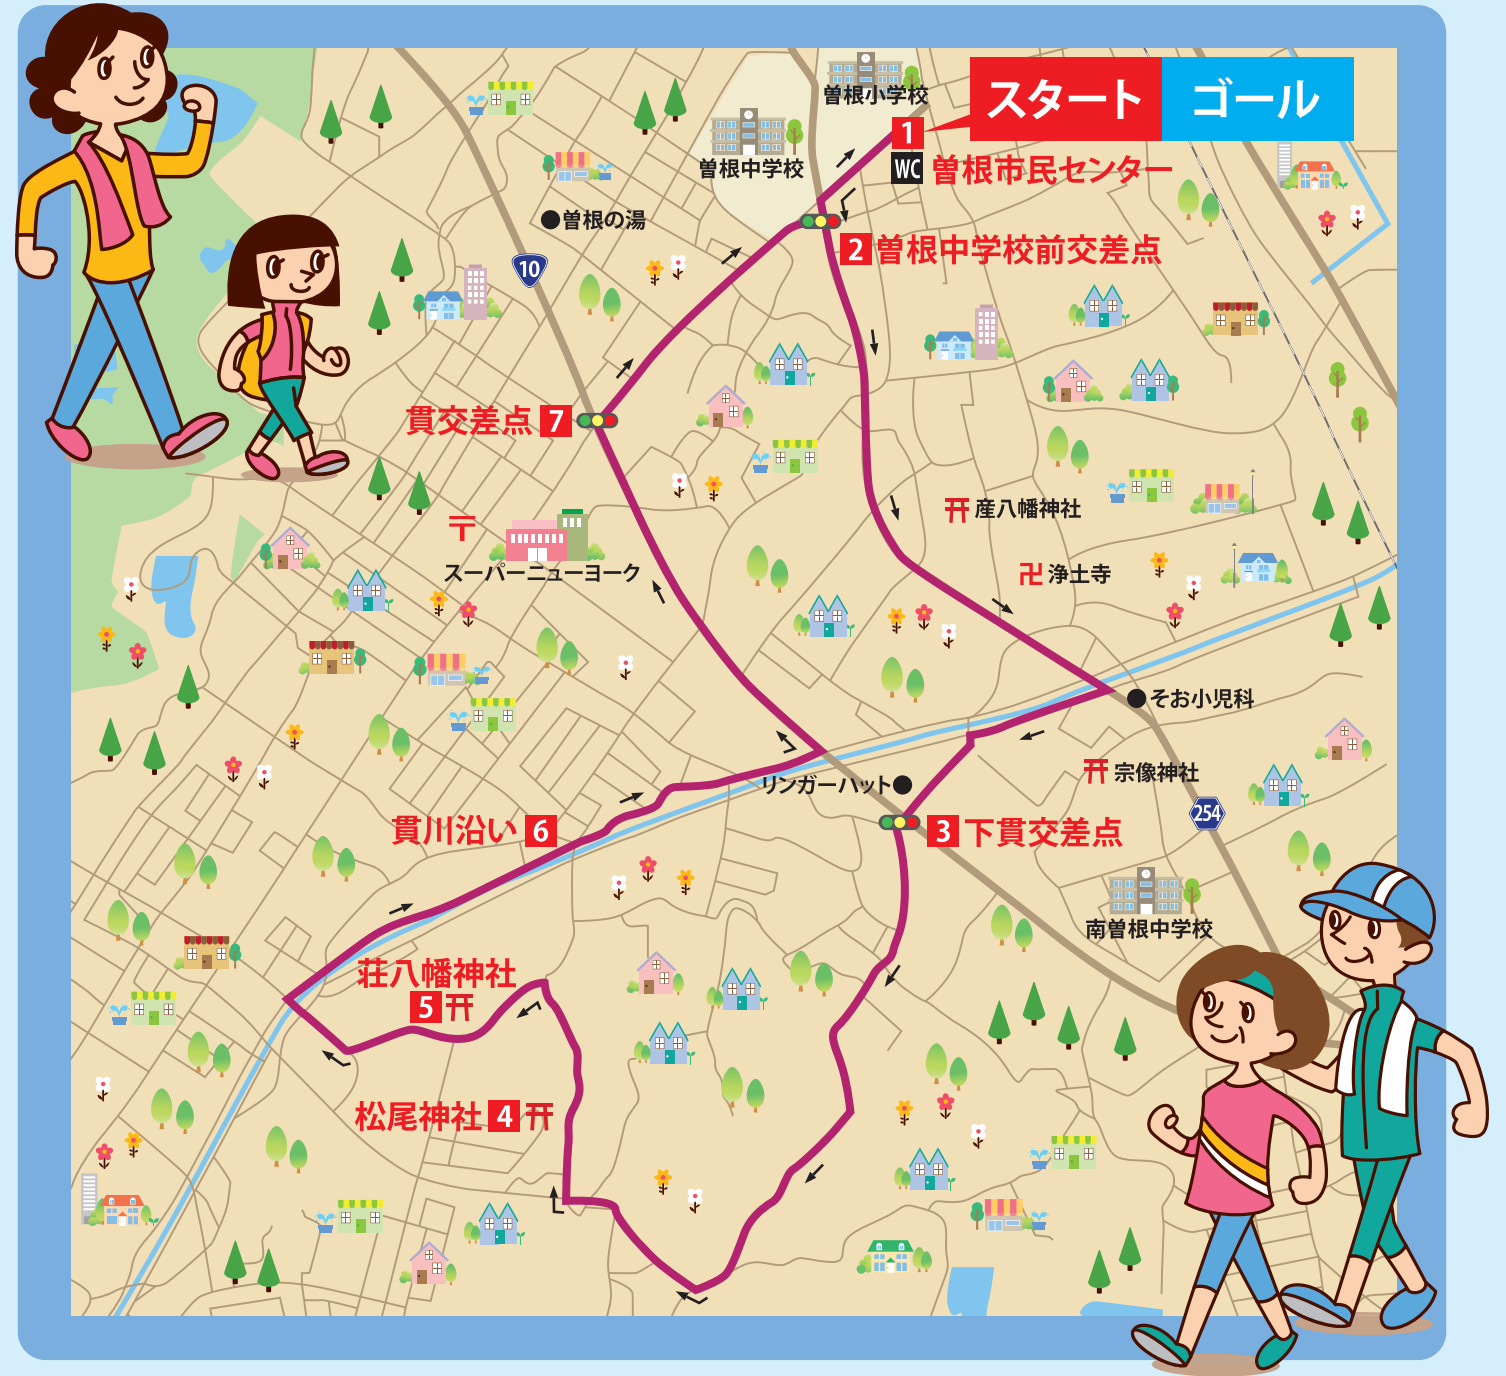 曽根小学校
スタート ゴール
1
WC 曽根市民センター
曽根中学校
曽根の湯
2 曽根中学校前交差点
10
貫交差点 7
産八幡神社
〒
スーパーニューヨーク
卍 浄土寺
そお小児科
宗像神社
リンガーハット
254
貫川沿い 6
3 下貫交差点
南曽根中学校
荘八幡神社
5
松尾神社 4